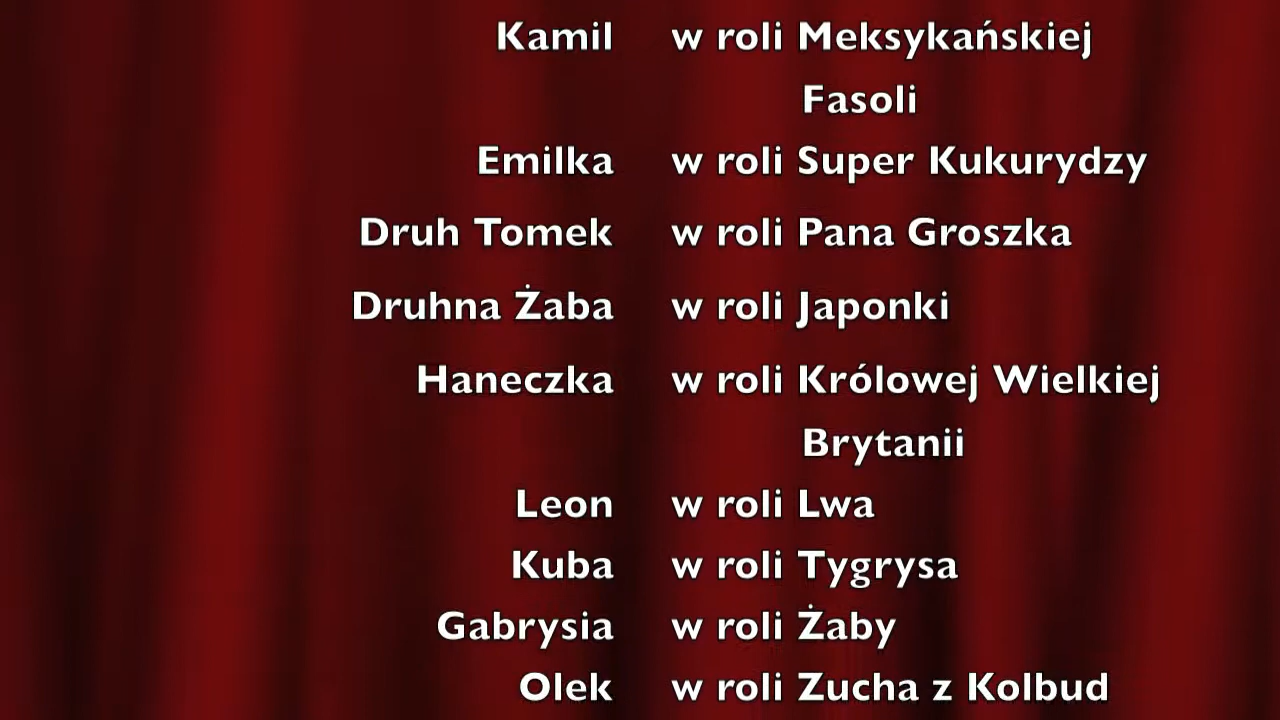 Kamil w roli Meksykańskiej
Fasoli
Emilka w roli Super Kukurydzy
Druh Tomek w roli Pana Groszka
Druhna Żaba w roli Japonki
Haneczka w roli Królowej Wielkiej
Brytanii
Leon w roli Lwa
Kuba w roli Tygrysa
Gabrysia w roli Żaby
Olek w roli Zucha z Kolbud